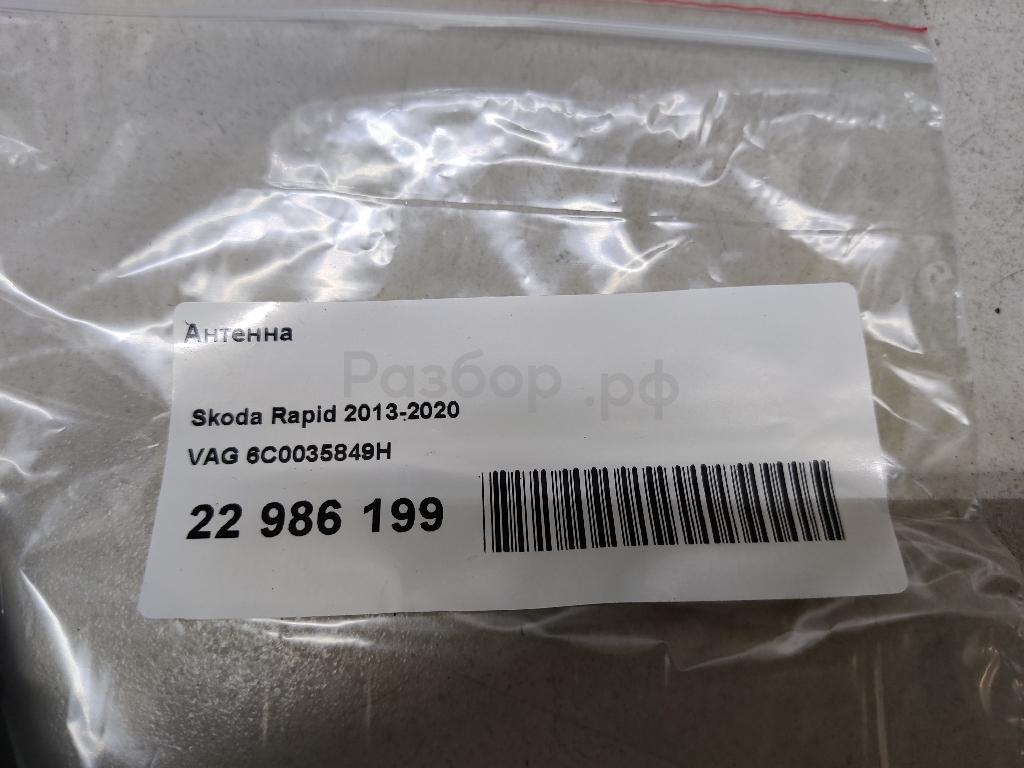 Антенна
Разбор.рф
Skoda Rapid 2013-2020
VAG 6C0035849H
22 986 199